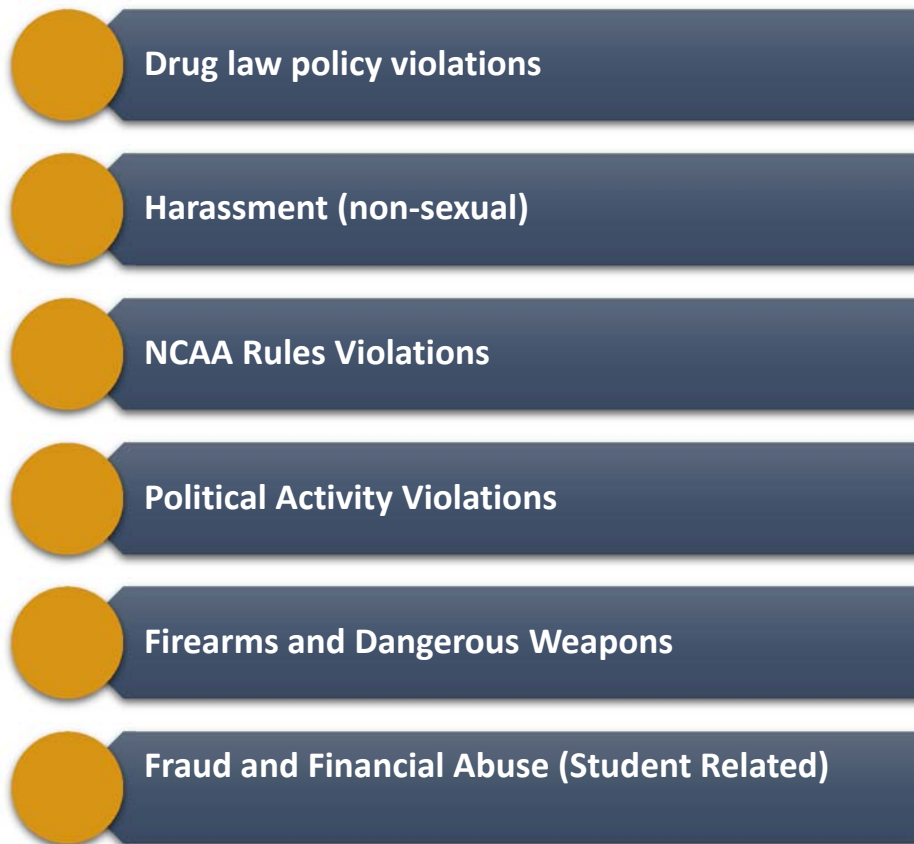 Drug law policy violations
Harassment (non-sexual)
NCAA Rules Violations
Political Activity Violations
Firearms and Dangerous Weapons
Fraud and Financial Abuse (Student Related)